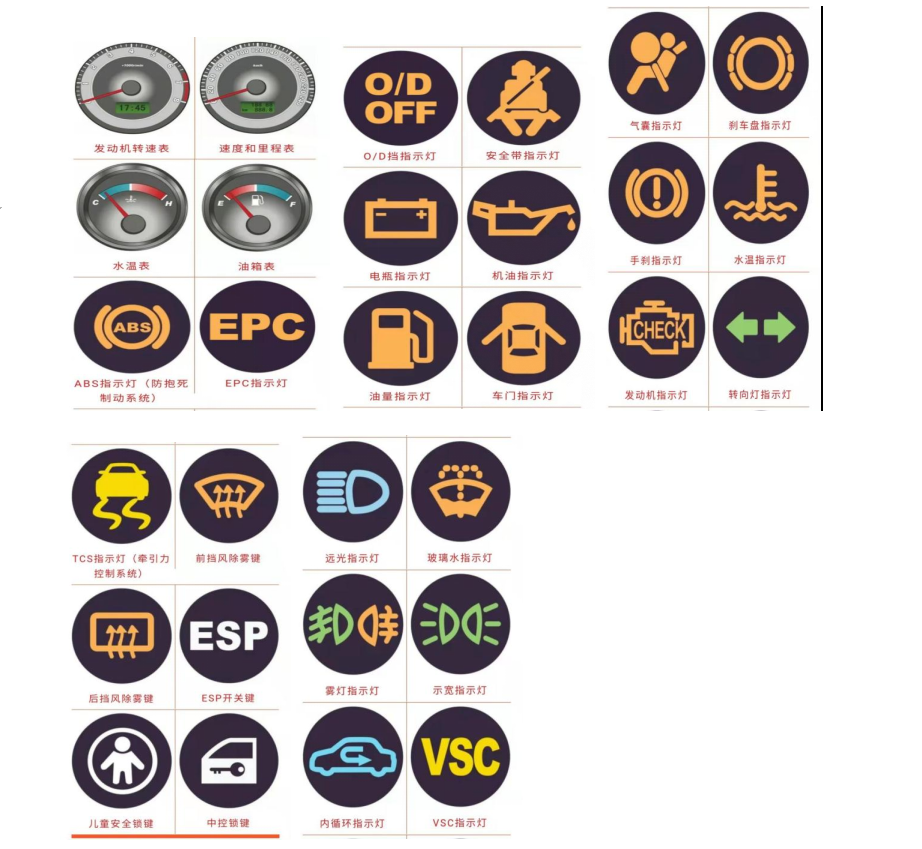 17:45
发动机转速表
速度和里程表
C
H
E
F
水温表
油箱表
ABS
EPC
ABS指示灯（防抱死
制动系统）
EPC指示灯
O/D
OFF
O/D挡指示灯
安全带指示灯
电瓶指示灯
机油指示灯
油量指示灯
车门指示灯
气囊指示灯
刹车盘指示灯
!
手刹指示灯
水温指示灯
CHECK
发动机指示灯
转向灯指示灯
TCS指示灯（牵引力
控制系统）
前挡风除雾键
ESP
后挡风除雾键
ESP开关键
儿童安全锁键
中控锁键
远光指示灯
玻璃水指示灯
雾灯指示灯
示宽指示灯
VSC
内循环指示灯
VSC指示灯